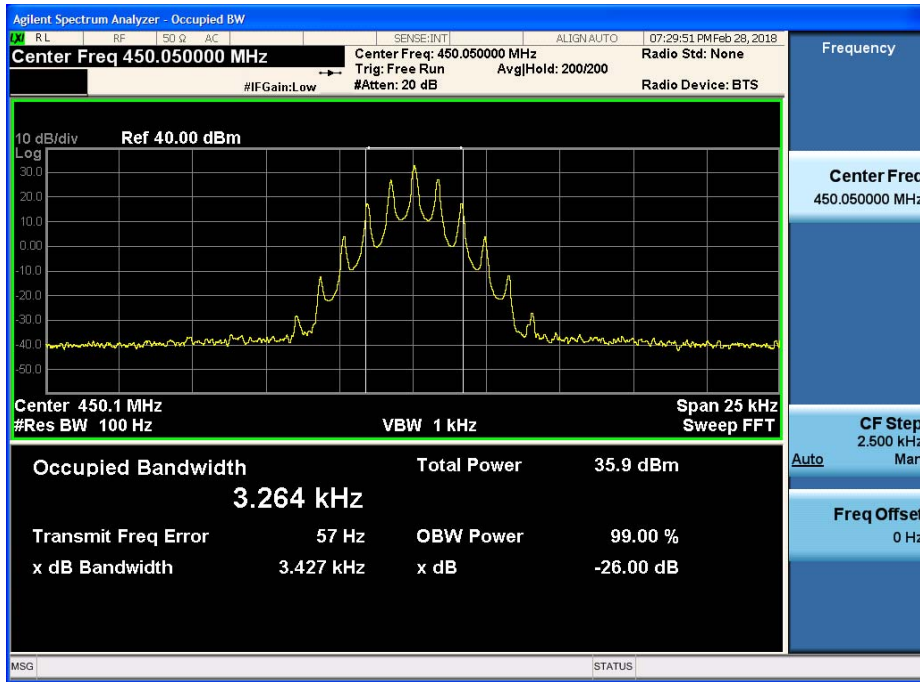 Agilent Spectrum Analyzer - Occupied BW
LXI RL RF 50 Ω AC SENSE:INT ALIGN AUTO 07:29:51 PM Feb 28, 2018
Center Freq 450.050000 MHz
Center Freq: 450.050000 MHz
Radio Std: None
Trig: Free Run Avg|Hold: 200/200
#IFGain:Low
#Atten: 20 dB
Radio Device: BTS
10 dB/div Ref 40.00 dBm
Log
30.0
20.0
10.0
0.00
-10.0
-20.0
-30.0
-40.0
-50.0
Center 450.1 MHz Span 25 kHz
#Res BW 100 Hz VBW 1 kHz Sweep FFT
Occupied Bandwidth Total Power 35.9 dBm
3.264 kHz
Transmit Freq Error 57 Hz OBW Power 99.00 %
x dB Bandwidth 3.427 kHz x dB -26.00 dB
MSG STATUS
Frequency
Center Freq
450.050000 MHz
CF Step
2.500 kHz
Auto Man
Freq Offset
0 Hz